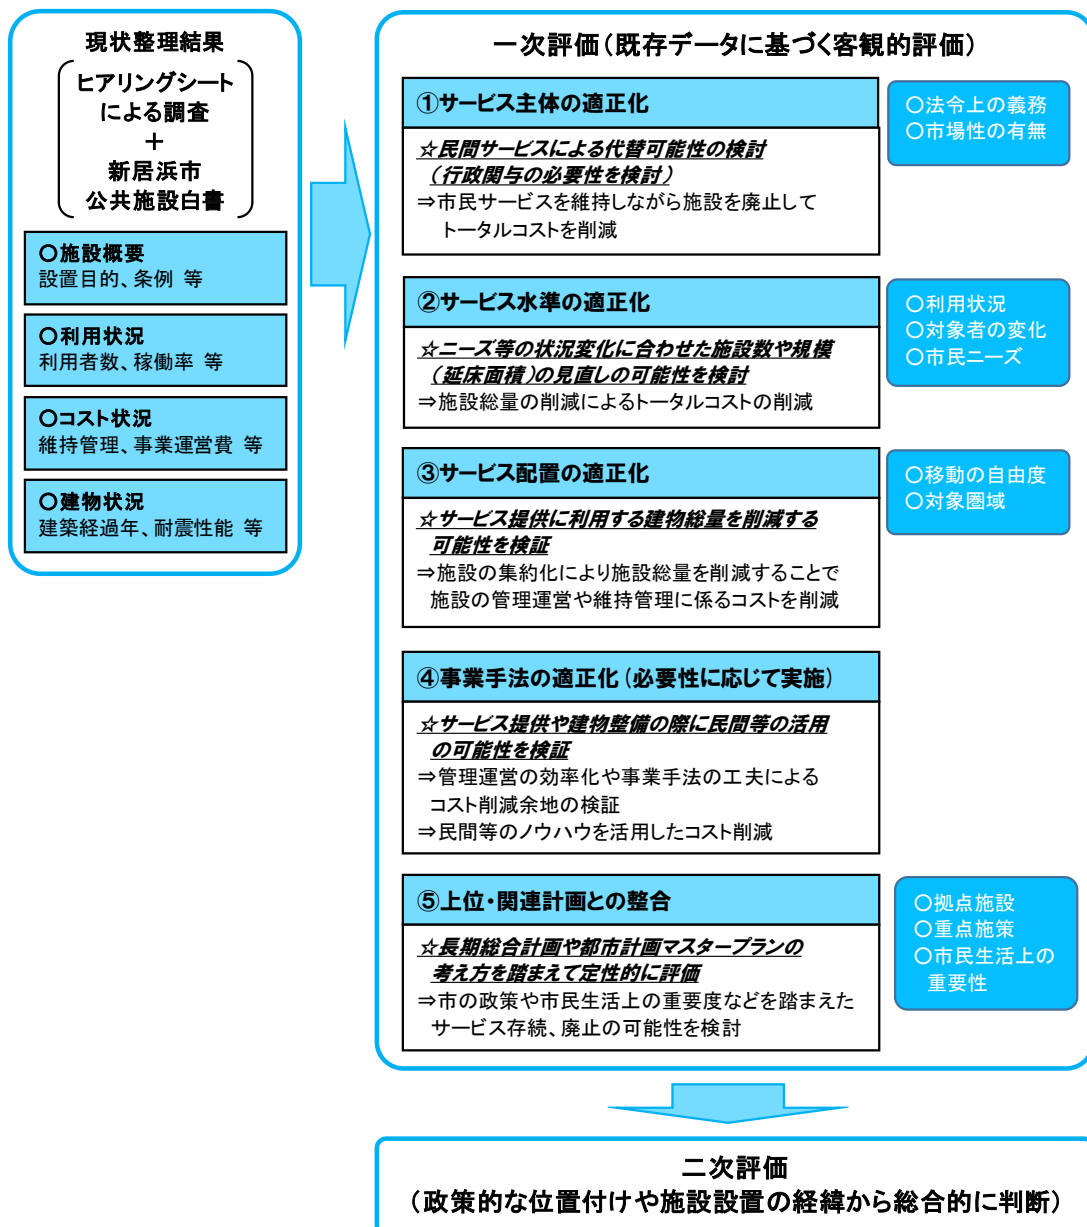 現状整理結果
ヒアリングシート
による調査
+
新居浜市
公共施設白書
〇施設概要
設置目的、条例 等
〇利用状況
利用者数、稼働率 等
〇コスト状況
維持管理、事業運営費 等
〇建物状況
建築経過年、耐震性能 等
一次評価(既存データに基づく客観的評価)
①サービス主体の適正化
☆民間サービスによる代替可能性の検討
(行政関与の必要性を検討)
⇒市民サービスを維持しながら施設を廃止して
トータルコストを削減
〇法令上の義務
〇市場性の有無
②サービス水準の適正化
☆ニーズ等の状況変化に合わせた施設数や規模
(延床面積)の見直しの可能性を検討
⇒施設総量の削減によるトータルコストの削減
〇利用状況
〇対象者の変化
〇市民ニーズ
③サービス配置の適正化
☆サービス提供に利用する建物総量を削減する
可能性を検証
⇒施設の集約化により施設総量を削減することで
施設の管理運営や維持管理に係るコストを削減
〇移動の自由度
〇対象圏域
④事業手法の適正化(必要性に応じて実施)
☆サービス提供や建物整備の際に民間等の活用
の可能性を検証
⇒管理運営の効率化や事業手法の工夫による
コスト削減余地の検証
⇒民間等のノウハウを活用したコスト削減
⑤上位・関連計画との整合
☆長期総合計画や都市計画マスタープランの
考え方を踏まえて定性的に評価
⇒市の政策や市民生活上の重要度などを踏まえた
サービス存続、廃止の可能性を検討
〇拠点施設
〇重点施策
〇市民生活上の
重要性
二次評価
(政策的な位置付けや施設設置の経緯から総合的に判断)